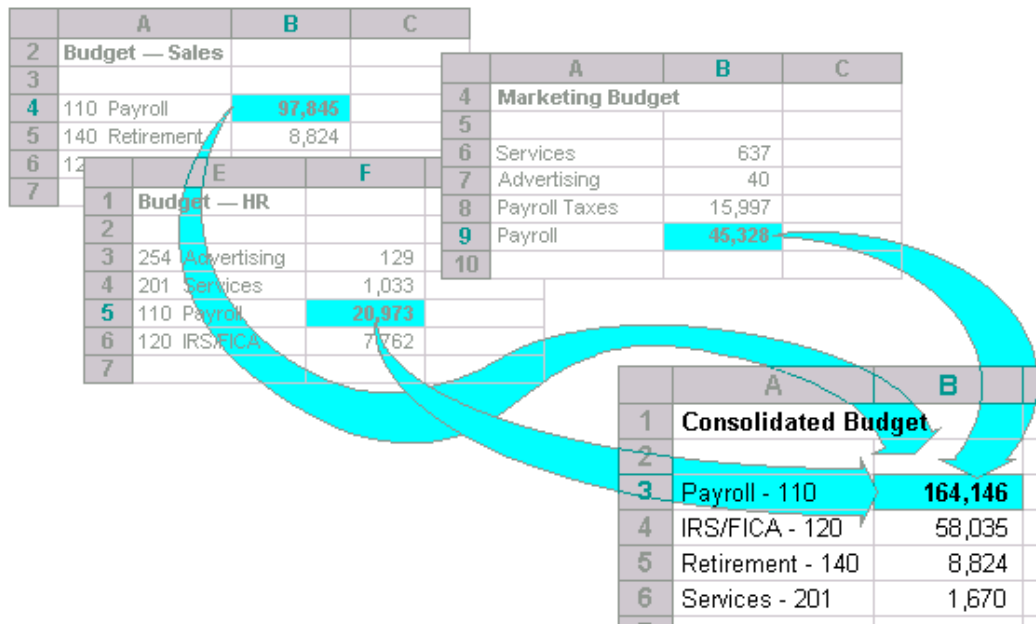 A B C
2 Budget — Sales
3
4 110 Payroll 97,845
5 140 Retirement 8,824
6 12
7
A B C
4 Marketing Budget
5
6 Services 637
7 Advertising 40
8 Payroll Taxes 15,997
9 Payroll 45,328
10
E F
1 Budget — HR
2
3 254 Advertising 129
4 201 Services 1,033
5 110 Payroll 20,973
6 120 IRS/FICA 7,762
7
A B
1 Consolidated Budget
2
3 Payroll - 110 164,146
4 IRS/FICA - 120 58,035
5 Retirement - 140 8,824
6 Services - 201 1,670